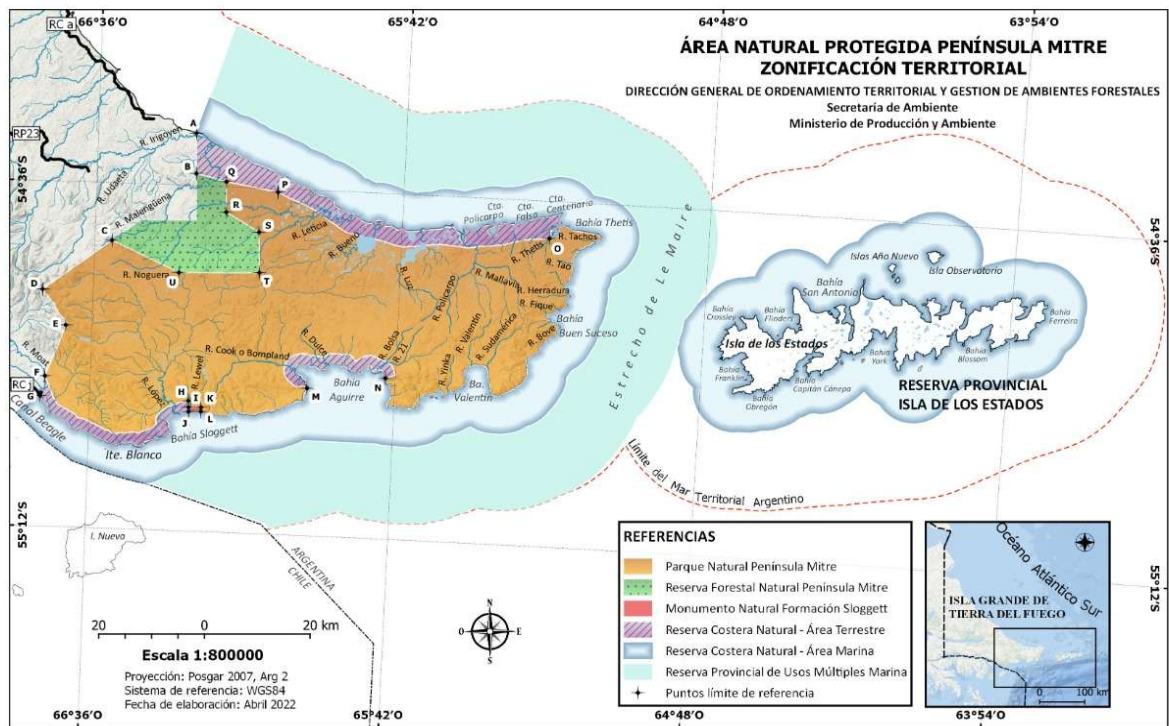 66°36'O
65°42'O
64°48'O
63°54'O
RC a
ÁREA NATURAL PROTEGIDA PENÍNSULA MITRE
ZONIFICACIÓN TERRITORIAL
DIRECCIÓN GENERAL DE ORDENAMIENTO TERRITORIAL Y GESTION DE AMBIENTES FORESTALES
Secretaría de Ambiente
Ministerio de Producción y Ambiente
RP23
A
R. Irigoyen
54°36'S
B
Q
P
R. Udaeta
R
R. Malengüena
C
S
R. Leticia
R. Bueno
Cta.
Policarpo
Cta.
Falsa
Cta.
Centenario
Bahía Thetis
R. Tachos
O
R. Thetis
R. Tao
54°36'S
R. Noguera
U
T
D
R. Luz
R. Policarpo
R. Mallavia
R. Herradura
R. Fique
Bahía
Buen Suceso
E
R. Bove
R. Sudamérica
R. Valentín
R. Yinka
R. Bolsa
R. 21
R. Dulce
R. Cook o Bompland
R. Lewel
R. López
R. Moat
F
RC j
G
H
I
K
J
L
M
N
Bahía
Aguirre
Ba.
Valentín
Bahía Sloggett
Canal Beagle
Ite. Blanco
Estrecho de Le Maire
Islas Año Nuevo
Isla Observatorio
Bahía
San Antonio
Bahía
Flinders
Bahía
Crossley
Bahía
Ferreira
Isla de los Estados
Bahía
York
Bahía
Blossom
Bahía
Franklin
Bahía
Capitán Cánepa
Bahía
Obregón
RESERVA PROVINCIAL
ISLA DE LOS ESTADOS
Límite del Mar Territorial Argentino
55°12'S
I. Nueva
ARGENTINA
CHILE
20 0 20 km
Escala 1:800000
Proyección: Posgar 2007, Arg 2
Sistema de referencia: WGS84
Fecha de elaboración: Abril 2022
N
O
E
S
REFERENCIAS
Parque Natural Península Mitre
Reserva Forestal Natural Península Mitre
Monumento Natural Formación Sloggett
Reserva Costera Natural - Área Terrestre
Reserva Costera Natural - Área Marina
Reserva Provincial de Usos Múltiples Marina
Puntos límite de referencia
Océano Atlántico Sur
ISLA GRANDE DE
TIERRA DEL FUEGO
0 100 km
55°12'S
66°36'O
65°42'O
64°48'O
63°54'O